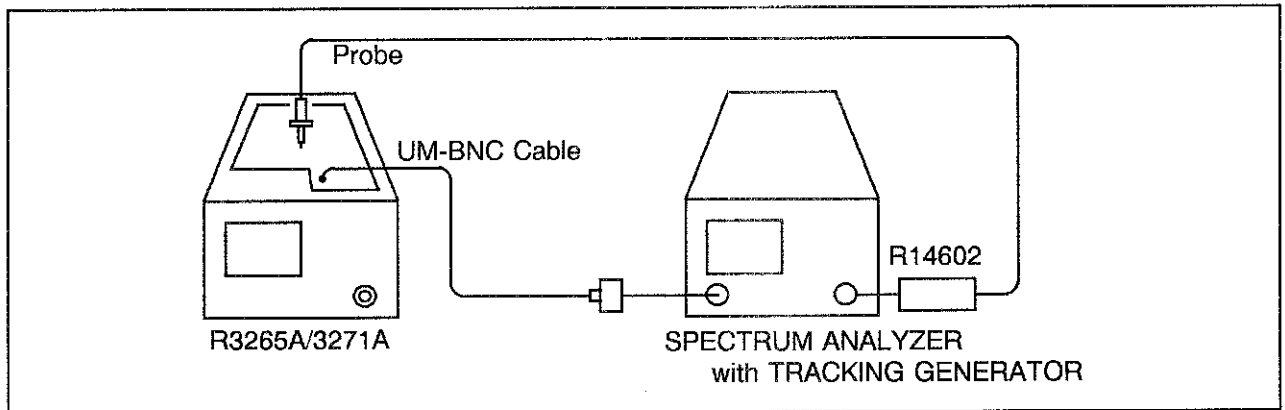 Probe
UM-BNC Cable
R14602
R3265A/3271A
SPECTRUM ANALYZER
with TRACKING GENERATOR